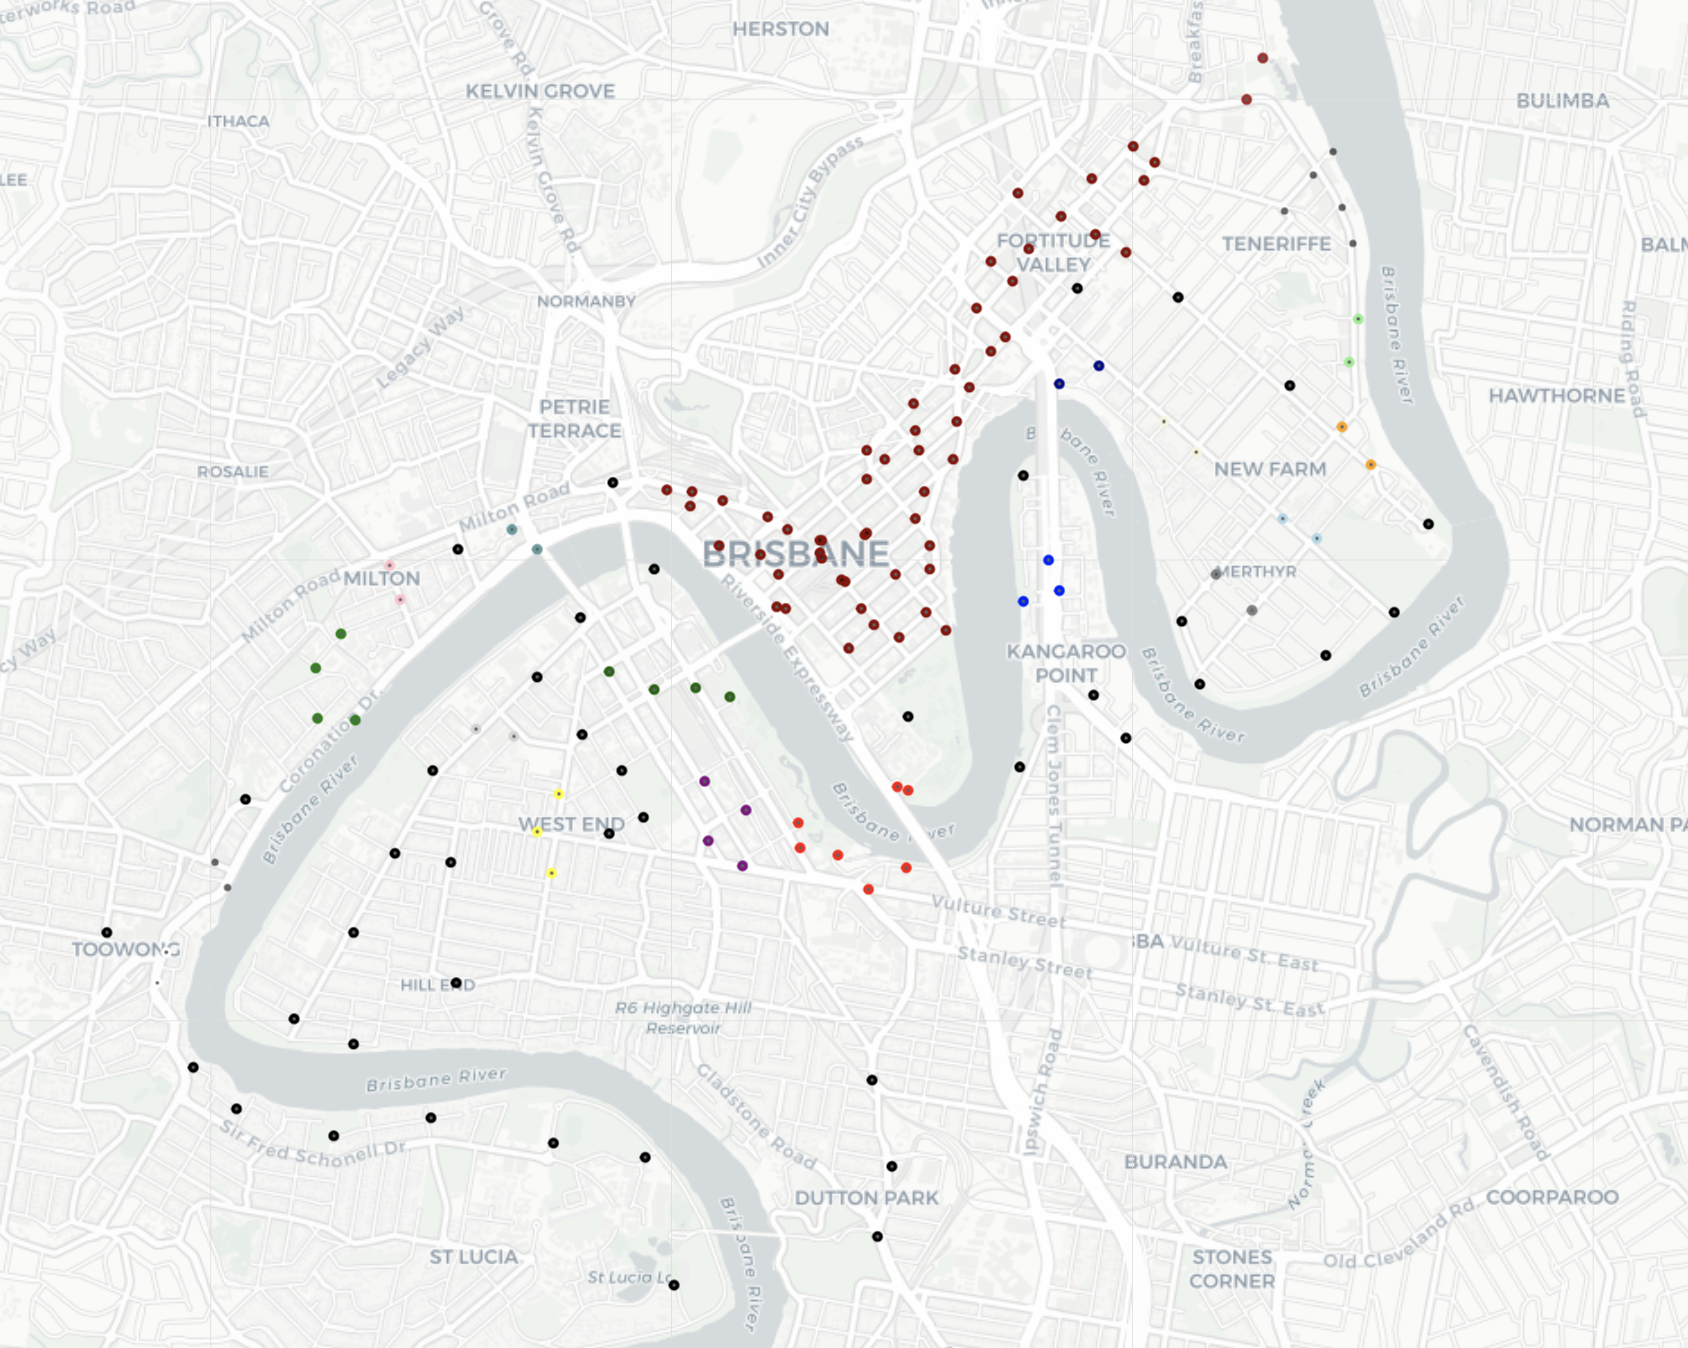 terworks Road
HERSTON
Inner
Grove Rd.
Kelvin Grove Rd.
Breakfas
KELVIN GROVE
BULIMBA
ITHACA
Inner City Bypass
LEE
FORTITUDE
VALLEY
TENERIFFE
BALM
NORMANBY
Legacy Way
Brisbane River
Riding Road
PETRIE
TERRACE
HAWTHORNE
Brisbane River
ROSALIE
NEW FARM
Milton Road
BRISBANE
MILTON
MERTHYR
Milton Road
Riverside Expressway
cy Way
KANGAROO
POINT
Brisbane River
Brisbane River
Coronation Dr.
Clem Jones Tunnel
Brisbane River
Brisbane River
WEST END
NORMAN PA
Vulture Street
TOOWONG
BA
Vulture St. East
Stanley Street
HILL END
Stanley St. East
R6 Highgate Hill
Reservoir
Brisbane River
Gladstone Road
Ipswich Road
Cavendish Road
Sir Fred Schonell Dr.
Norman Creek
BURANDA
DUTTON PARK
COORPAROO
Brisbane River
ST LUCIA
St Lucia L
STONES
CORNER
Old Cleveland Rd.